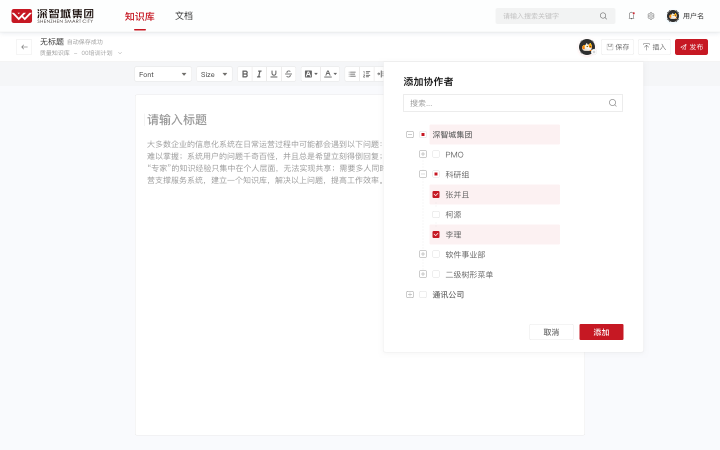 深智城集团
SHENZHEN SMART CITY
知识库
文档
请输入搜索关键字
用户名
无标题 自动保存成功
质量知识库 – 00培训计划 –
保存
插入
发布
Font
Size
B I U S
A A
添加协作者
搜索...
请输入标题
大多数企业的信息化系统在日常运营过程中可能都会遇到以下问题：
难以掌握；系统用户的问题千奇百怪，并且总是希望立刻得倒回复；
“专家”的知识经验只集中在个人层面，无法实现共享；需要多人同时
营支撑服务系统，建立一个知识库，解决以上问题，提高工作效率。
深智城集团
PMO
科研组
张并且
柯源
李理
软件事业部
二级树形菜单
通讯公司
取消
添加